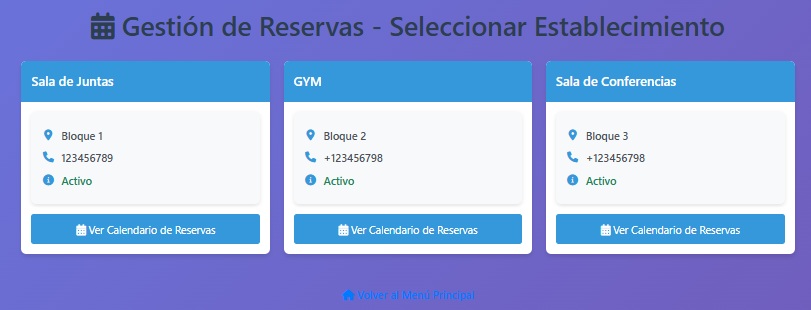 Gestión de Reservas - Seleccionar Establecimiento
Sala de Juntas
Bloque 1
123456789
Activo
Ver Calendario de Reservas
GYM
Bloque 2
+123456798
Activo
Ver Calendario de Reservas
Sala de Conferencias
Bloque 3
+123456798
Activo
Ver Calendario de Reservas
Volver al Menú Principal